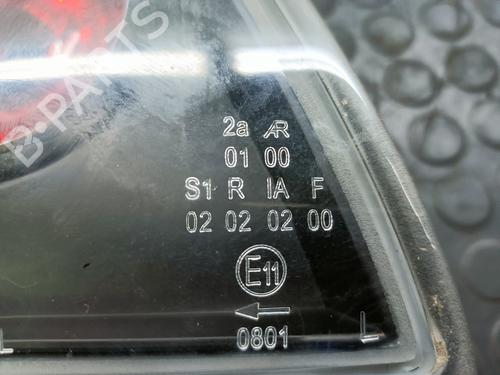 B-PARTS
2a AR
01 00
S1 R IA F
02 02 02 00
E11
0801
L L